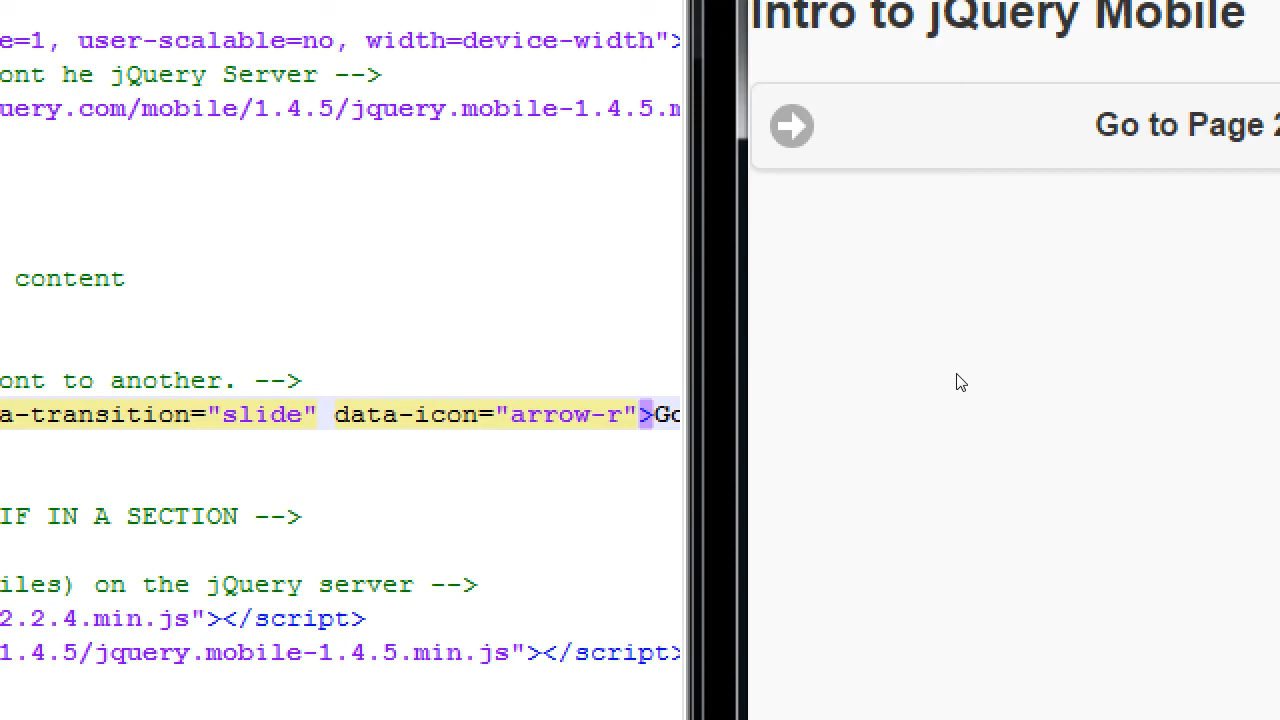 e=1, user-scalable=no, width=device-width">
ont he jQuery Server -->
uery.com/mobile/1.4.5/jquery.mobile-1.4.5.m
content
ont to another. -->
a-transition="slide" data-icon="arrow-r">Go
IF IN A SECTION -->
iles) on the jQuery server -->
2.2.4.min.js"></script>
1.4.5/jquery.mobile-1.4.5.min.js"></script>
Intro to jQuery Mobile
Go to Page 2